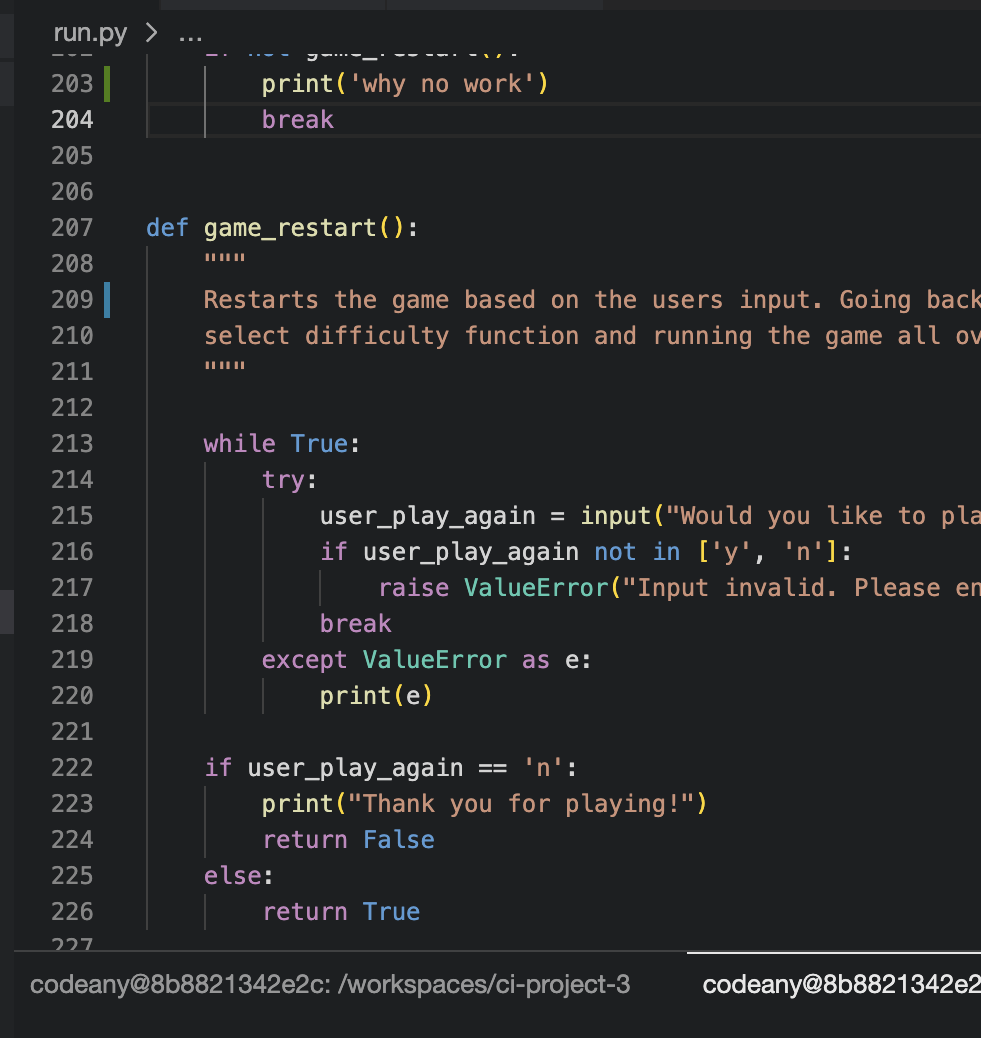 run.py > ...
202 if not game_restart():
203 print('why no work')
204 break
205
206
207 def game_restart():
208 """
209 Restarts the game based on the users input. Going back
210 select difficulty function and running the game all ov
211 """
212
213 while True:
214 try:
215 user_play_again = input("Would you like to pla
216 if user_play_again not in ['y', 'n']:
217 raise ValueError("Input invalid. Please en
218 break
219 except ValueError as e:
220 print(e)
221
222 if user_play_again == 'n':
223 print("Thank you for playing!")
224 return False
225 else:
226 return True
227
codeany@8b8821342e2c: /workspaces/ci-project-3
codeany@8b8821342e2